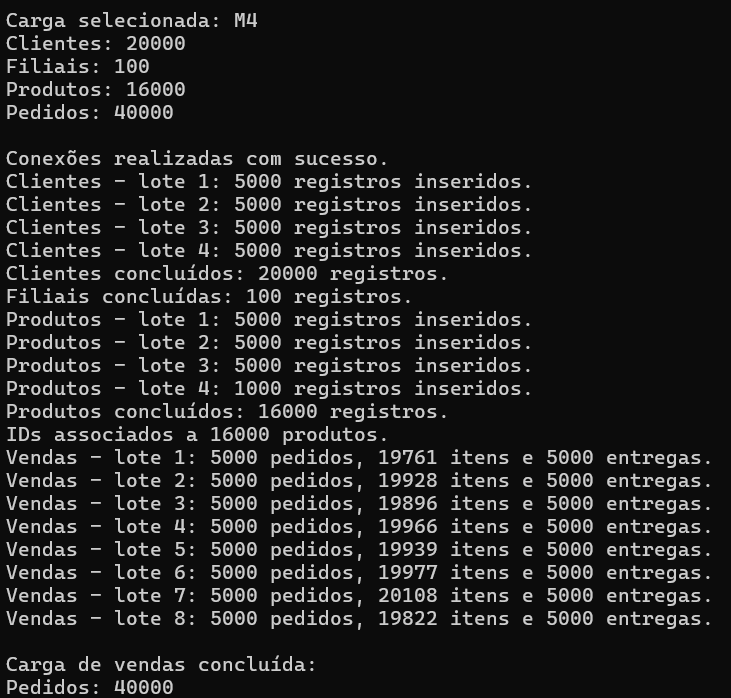 Carga selecionada: M4
Clientes: 20000
Filiais: 100
Produtos: 16000
Pedidos: 40000

Conexões realizadas com sucesso.
Clientes - lote 1: 5000 registros inseridos.
Clientes - lote 2: 5000 registros inseridos.
Clientes - lote 3: 5000 registros inseridos.
Clientes - lote 4: 5000 registros inseridos.
Clientes concluídos: 20000 registros.
Filiais concluídas: 100 registros.
Produtos - lote 1: 5000 registros inseridos.
Produtos - lote 2: 5000 registros inseridos.
Produtos - lote 3: 5000 registros inseridos.
Produtos - lote 4: 1000 registros inseridos.
Produtos concluídos: 16000 registros.
IDs associados a 16000 produtos.
Vendas - lote 1: 5000 pedidos, 19761 itens e 5000 entregas.
Vendas - lote 2: 5000 pedidos, 19928 itens e 5000 entregas.
Vendas - lote 3: 5000 pedidos, 19896 itens e 5000 entregas.
Vendas - lote 4: 5000 pedidos, 19966 itens e 5000 entregas.
Vendas - lote 5: 5000 pedidos, 19939 itens e 5000 entregas.
Vendas - lote 6: 5000 pedidos, 19977 itens e 5000 entregas.
Vendas - lote 7: 5000 pedidos, 20108 itens e 5000 entregas.
Vendas - lote 8: 5000 pedidos, 19822 itens e 5000 entregas.

Carga de vendas concluída:
Pedidos: 40000